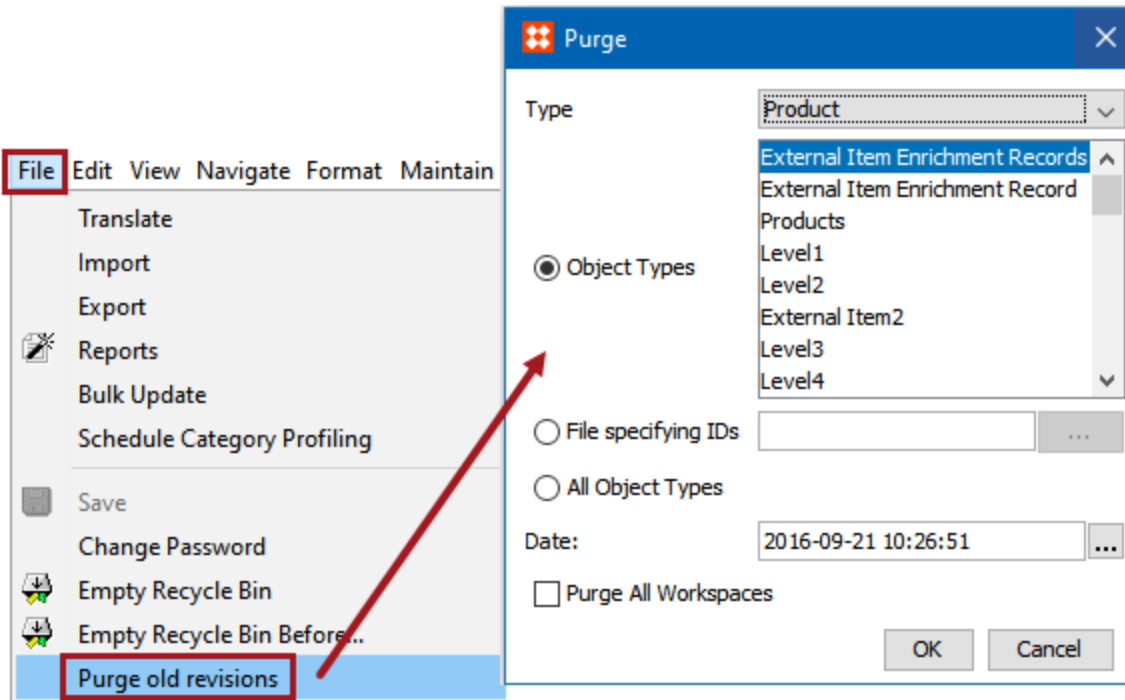 File Edit View Navigate Format Maintain
Translate
Import
Export
Reports
Bulk Update
Schedule Category Profiling
Save
Change Password
Empty Recycle Bin
Empty Recycle Bin Before...
Purge old revisions
Purge
Type Product
External Item Enrichment Records
External Item Enrichment Record
Products
Level1
Object Types
Level2
External Item2
Level3
Level4
File specifying IDs ...
All Object Types
Date: 2016-09-21 10:26:51 ...
Purge All Workspaces
OK Cancel